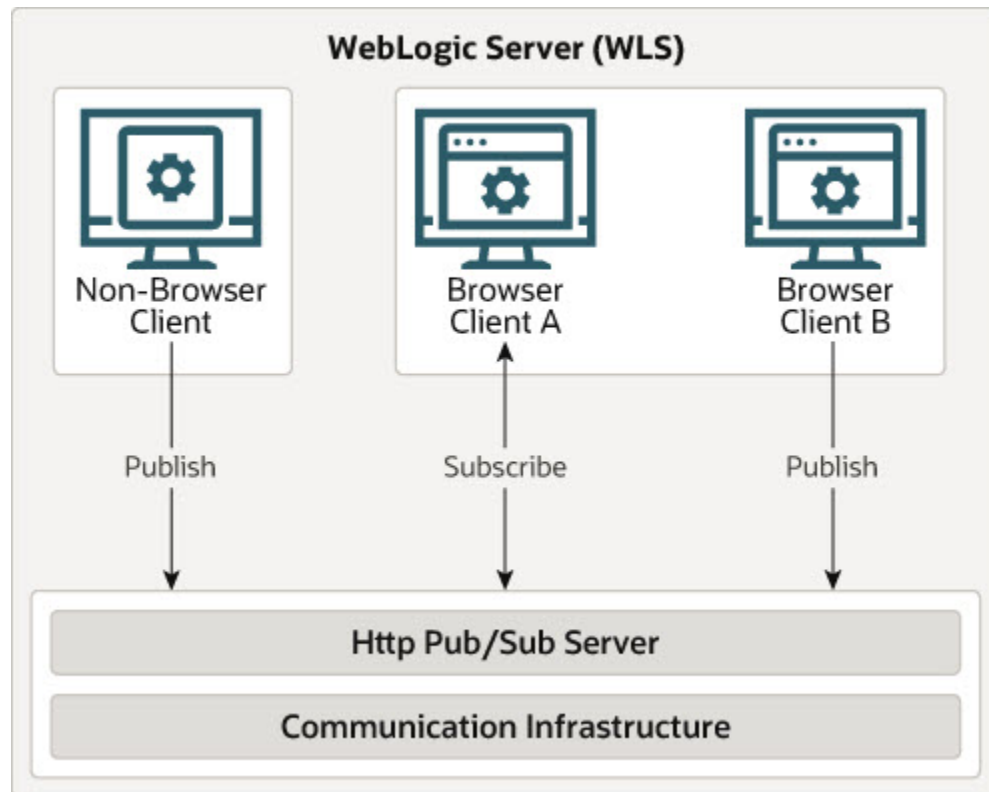 WebLogic Server (WLS)
Non-Browser
Client
Browser
Client A
Browser
Client B
Publish
Subscribe
Publish
Http Pub/Sub Server
Communication Infrastructure